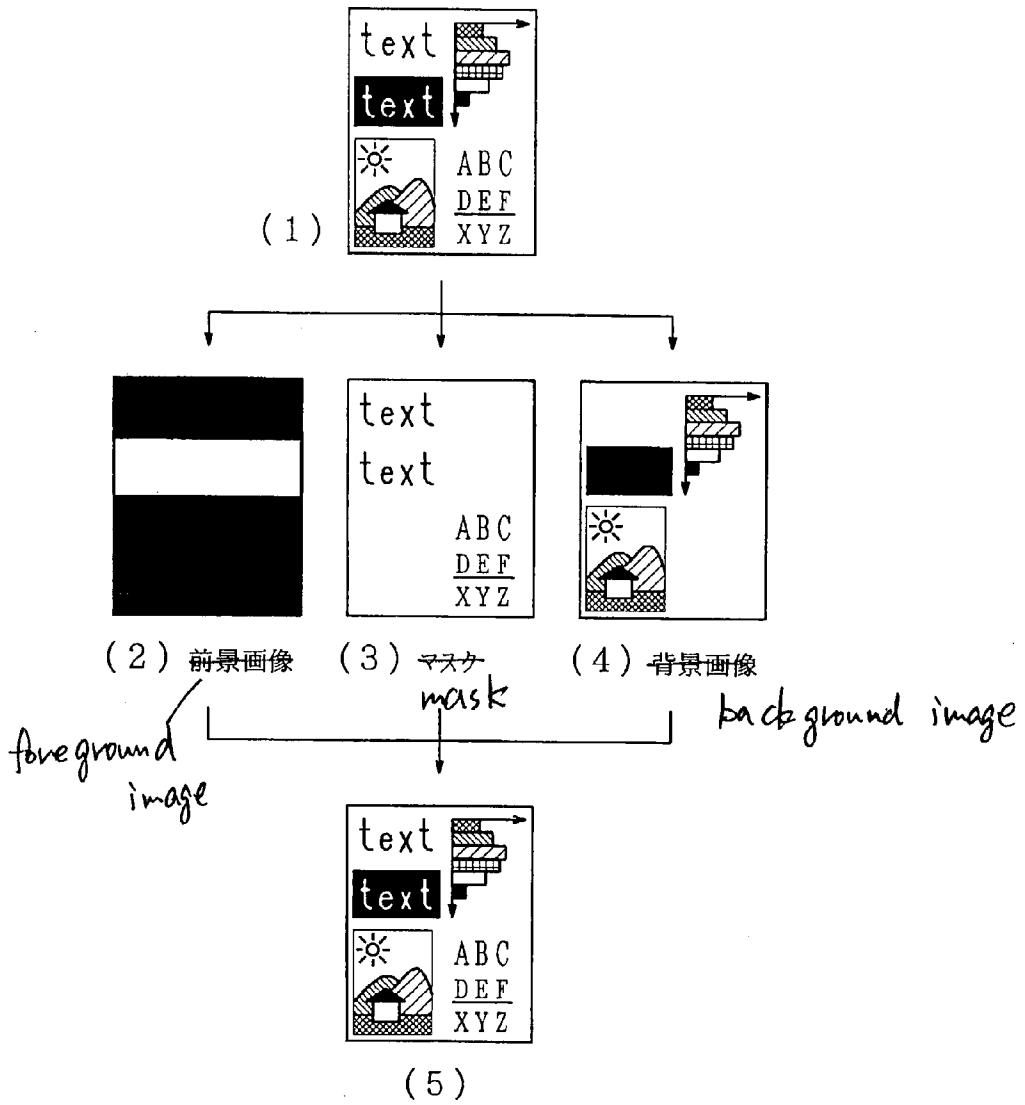 text
text
ABC
DEF
XYZ
(1)
text
text
ABC
DEF
XYZ
(2) 前景画像
(3) マスク
(4) 背景画像
foreground
image
mask
background image
text
text
ABC
DEF
XYZ
(5)